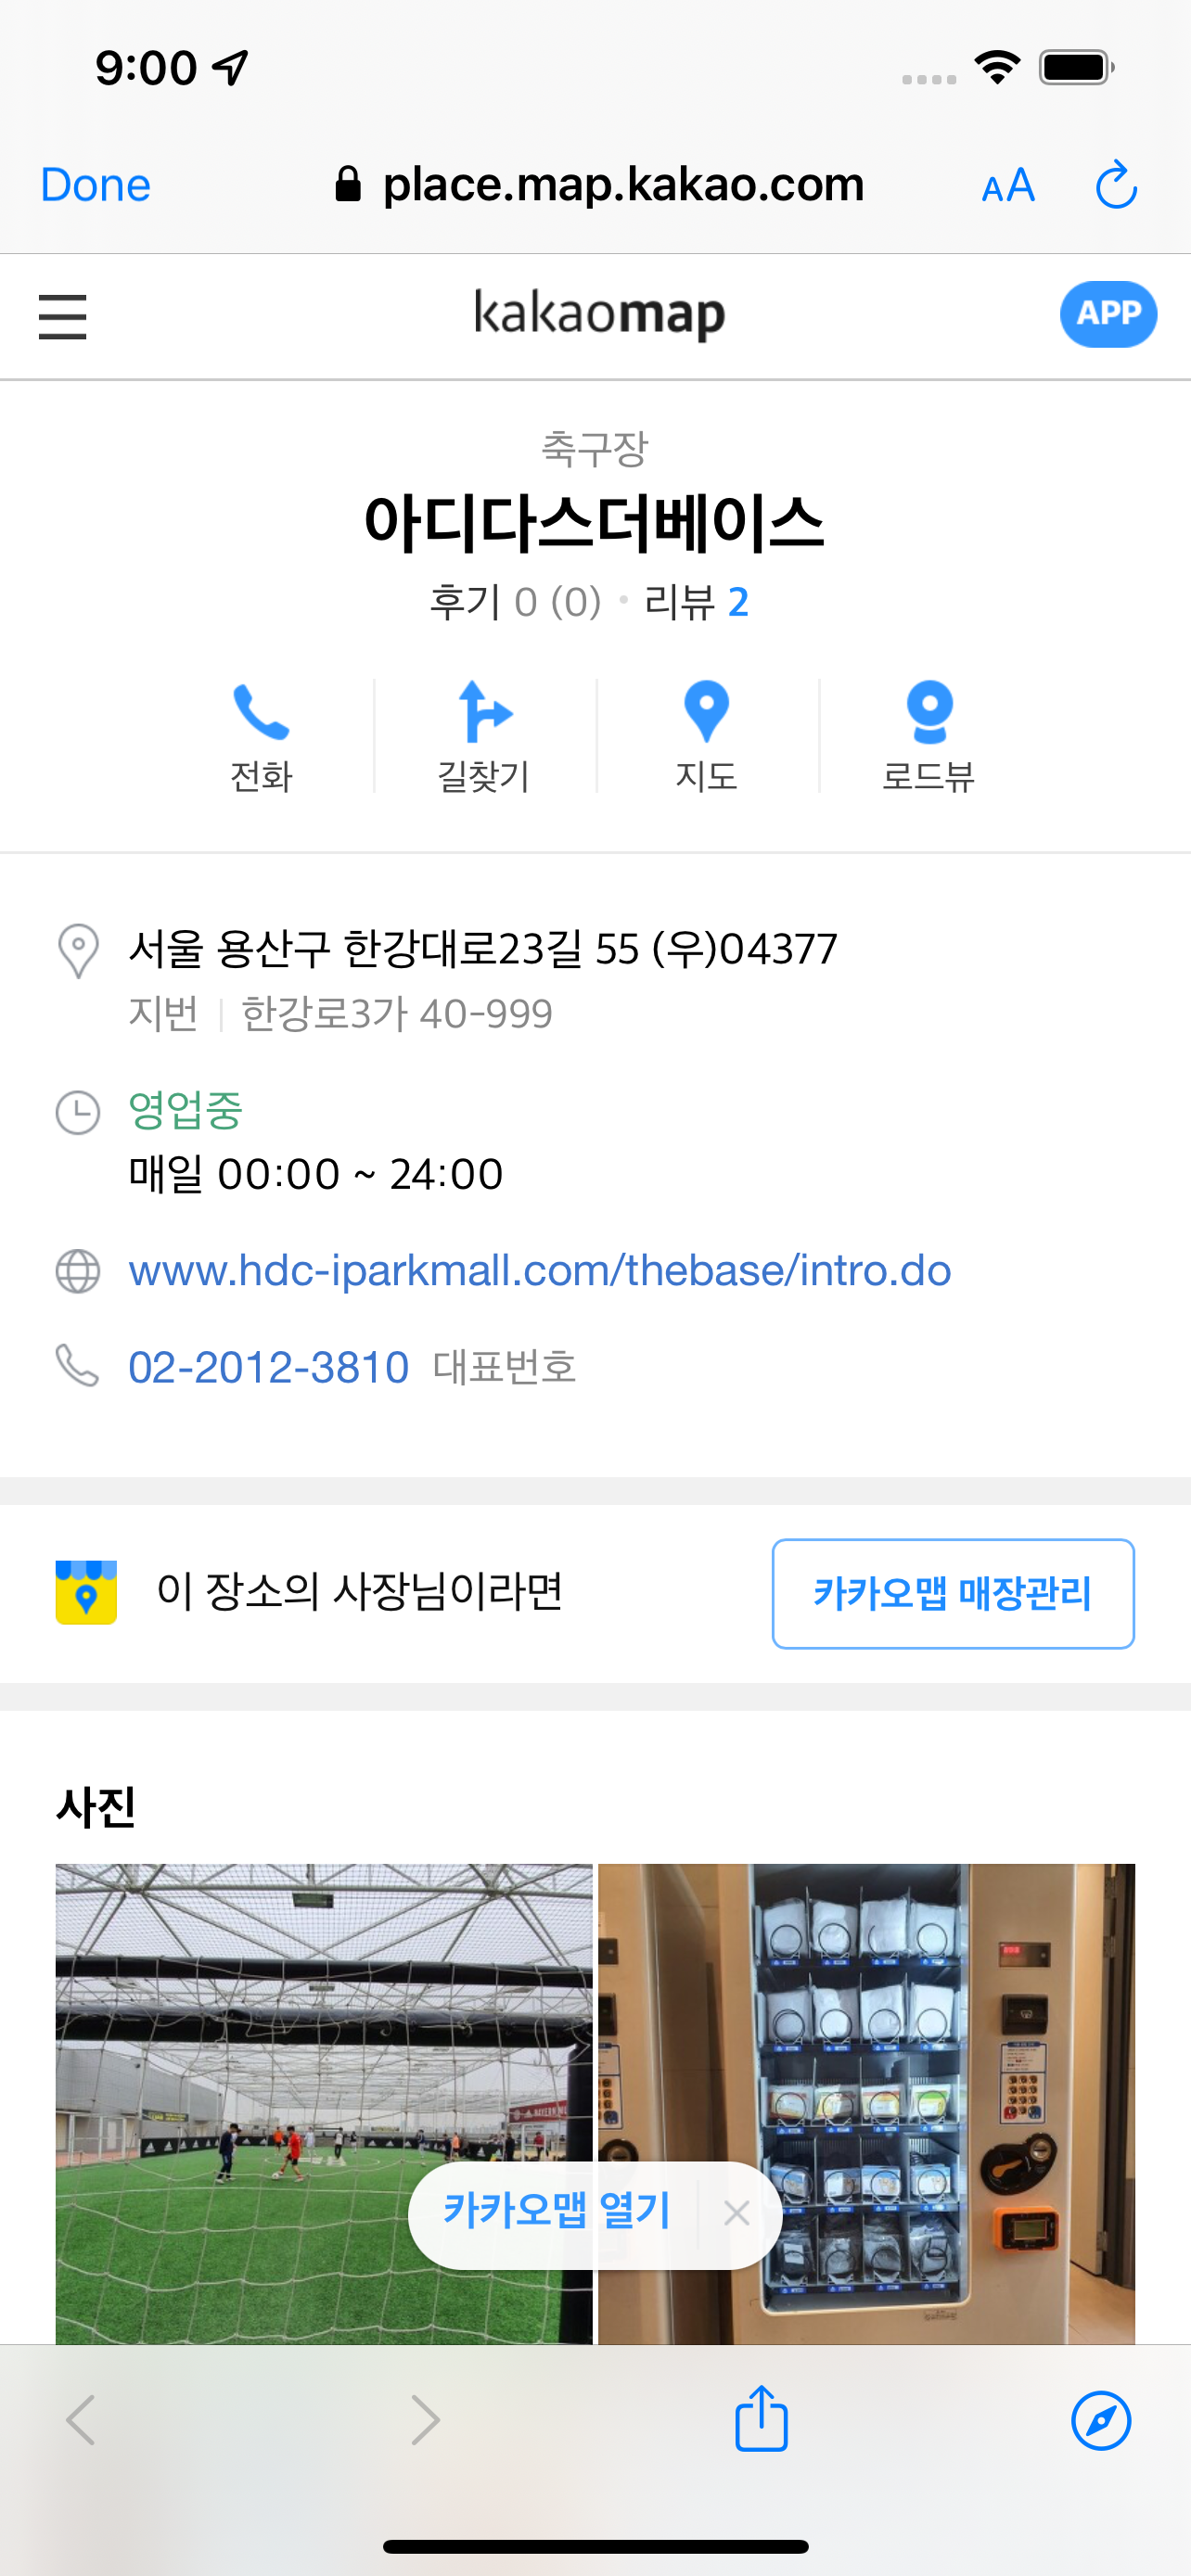 9:00
Done
place.map.kakao.com
AA
kakaomap
APP
축구장
아디다스더베이스
후기 0 (0) • 리뷰 2
전화
길찾기
지도
로드뷰
서울 용산구 한강대로23길 55 (우)04377
지번 | 한강로3가 40-999
영업중
매일 00:00 ~ 24:00
www.hdc-iparkmall.com/thebase/intro.do
02-2012-3810 대표번호
이 장소의 사장님이라면
카카오맵 매장관리
사진
카카오맵 열기